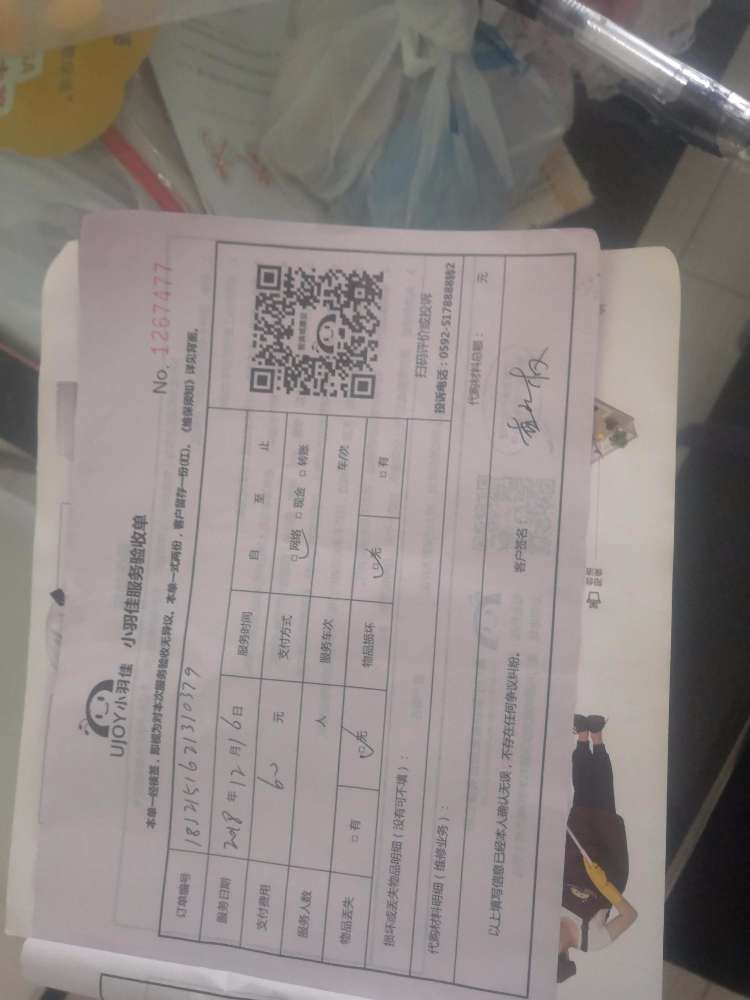 UJOY小羽佳 小羽佳服务验收单
No. 1267477
本单一经核签，即视为对本次服务验收无异议。本单一式两份，客户留存一份(红)。《维保须知》详见背面。
订单编号 1812151671310379
服务日期 2018 年 12 月 16 日 服务时间 自 至 止
支付费用 60 元 支付方式 □网络 □现金 □转账
服务人数 人 服务车次 车/次
物品丢失 □有 □无 物品损坏 □无 □有
扫码评价或投诉
投诉电话：0592-5178888转2
损坏或丢失物品明细（没有可不填）：
代购材料明细（维修业务）： 代购材料总额： 元
以上填写信息已经本人确认无误，不存在任何争议纠纷。 客户签名：